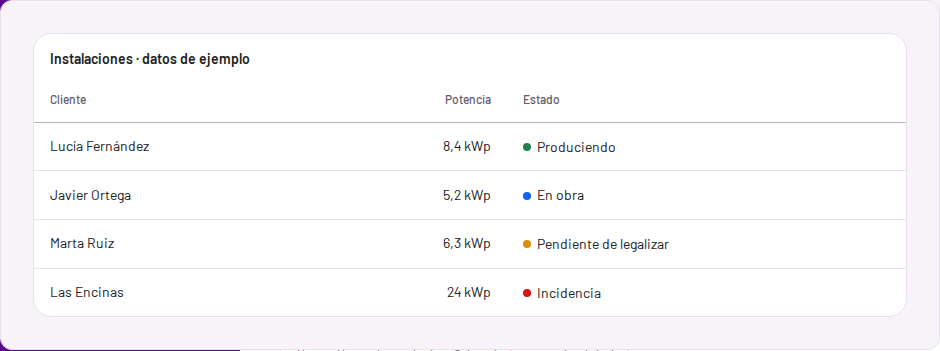 Instalaciones · datos de ejemplo
Cliente Potencia Estado
Lucía Fernández 8,4 kWp Produciendo
Javier Ortega 5,2 kWp En obra
Marta Ruiz 6,3 kWp Pendiente de legalizar
Las Encinas 24 kWp Incidencia